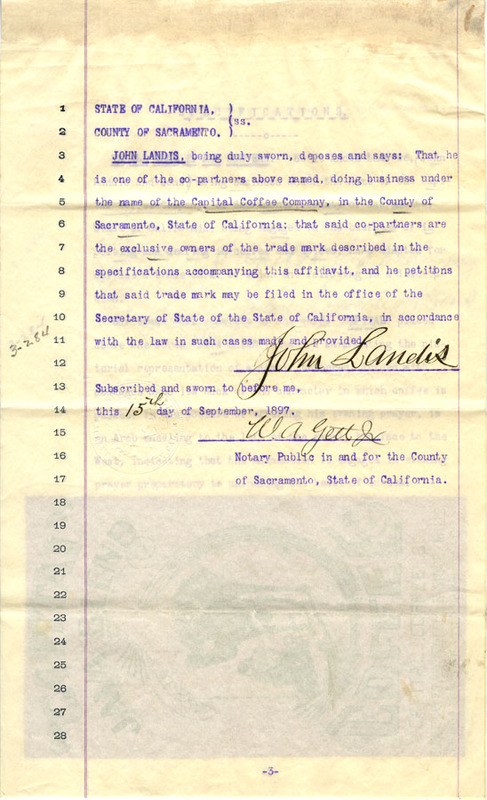 1 STATE OF CALIFORNIA, )
(ss.
2 COUNTY OF SACRAMENTO. )
3 JOHN LANDIS, being duly sworn, deposes and says: That he
4 is one of the co-partners above named, doing business under
5 the name of the Capital Coffee Company, in the County of
6 Sacramento, State of California; that said co-partners are
7 the exclusive owners of the trade mark described in the
8 specifications accompanying this affidavit, and he petitons
9 that said trade mark may be filed in the office of the
10 Secretary of State of the State of California, in accordance
3-284
11 with the law in such cases made and provided.
12 John Landis
13 Subscribed and sworn to before me,
14 this 15th day of September, 1897.
15 W. A. Gett Jr
16 Notary Public in and for the County
17 of Sacramento, State of California.
18
19
20
21
22
23
24
25
26
27
28
-3-